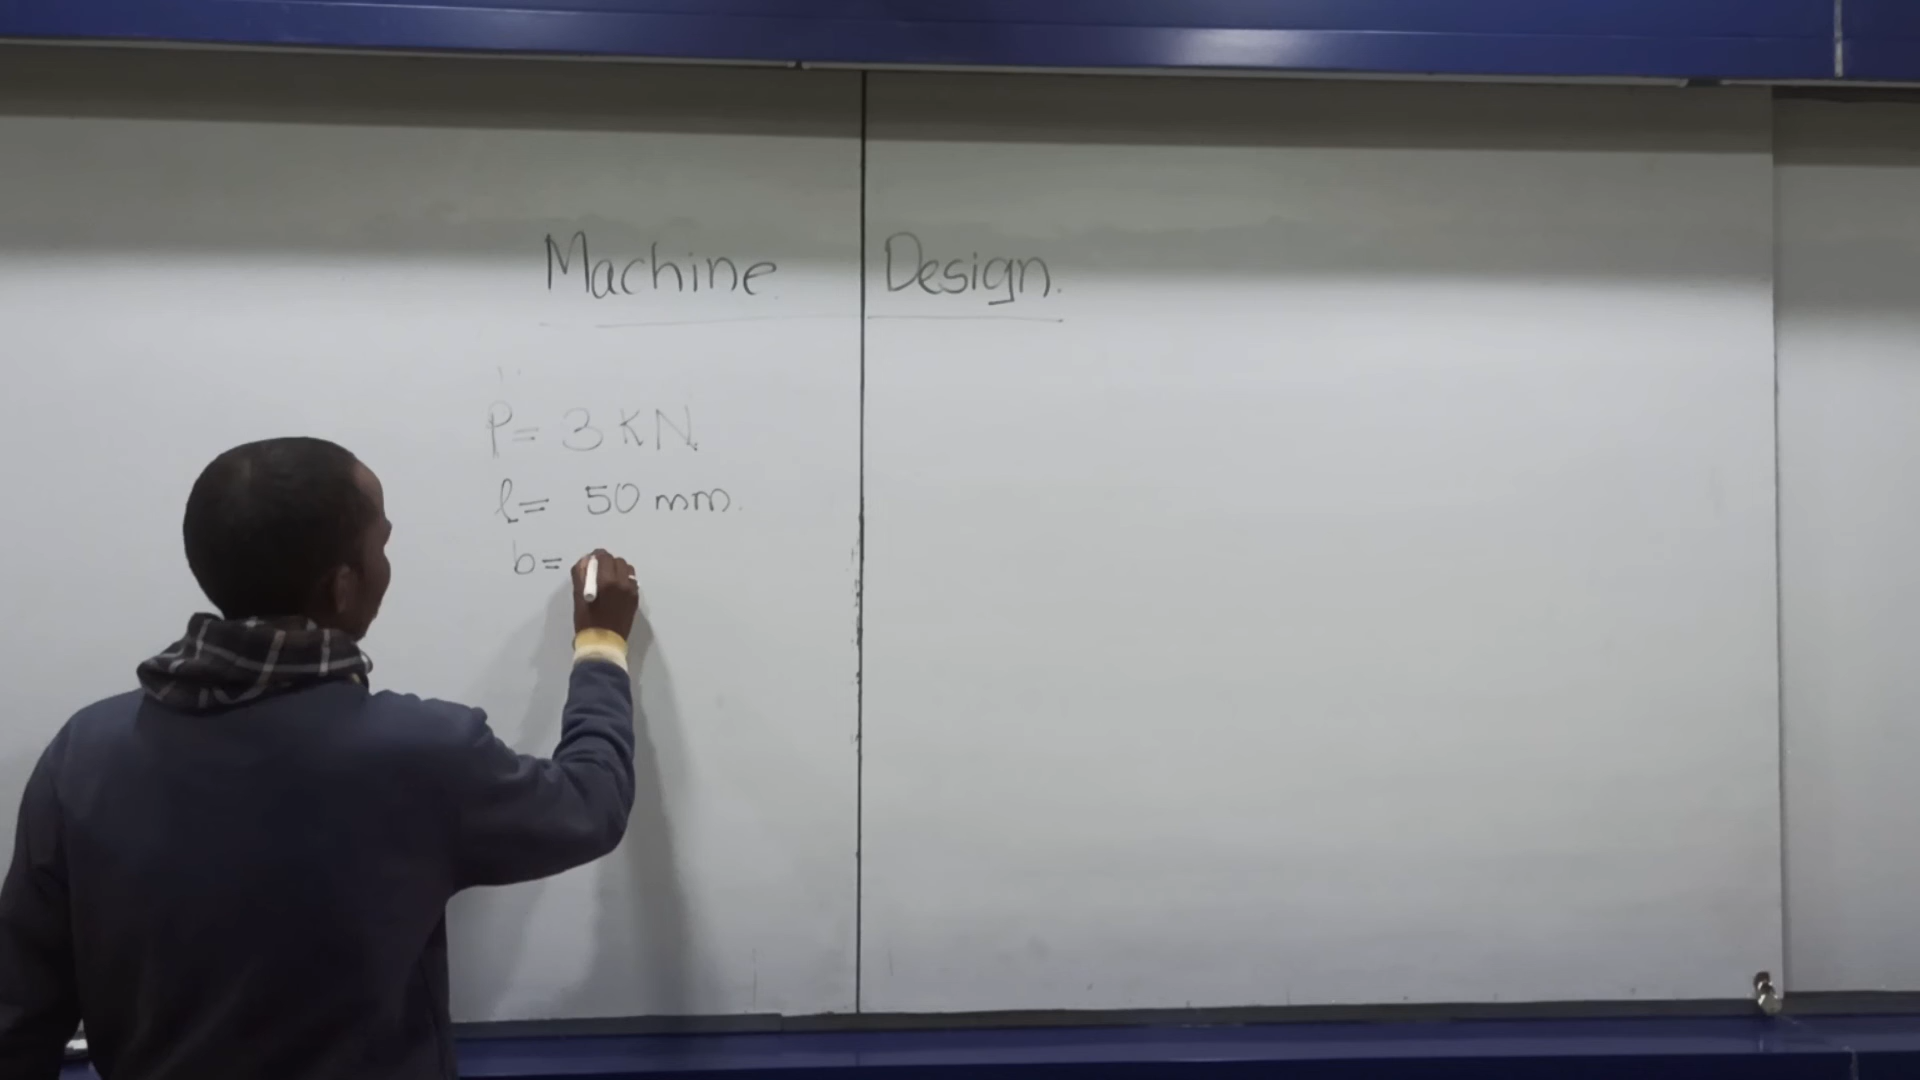 Machine Design.
P= 3 KN.
l= 50 mm.
b=